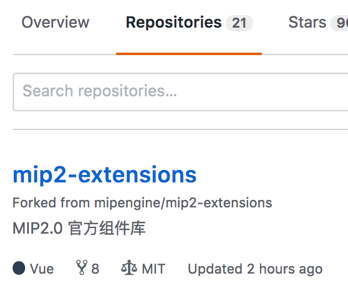 Overview Repositories 21 Stars
Search repositories...
mip2-extensions
Forked from mipengine/mip2-extensions
MIP2.0 官方组件库
Vue 8 MIT Updated 2 hours ago